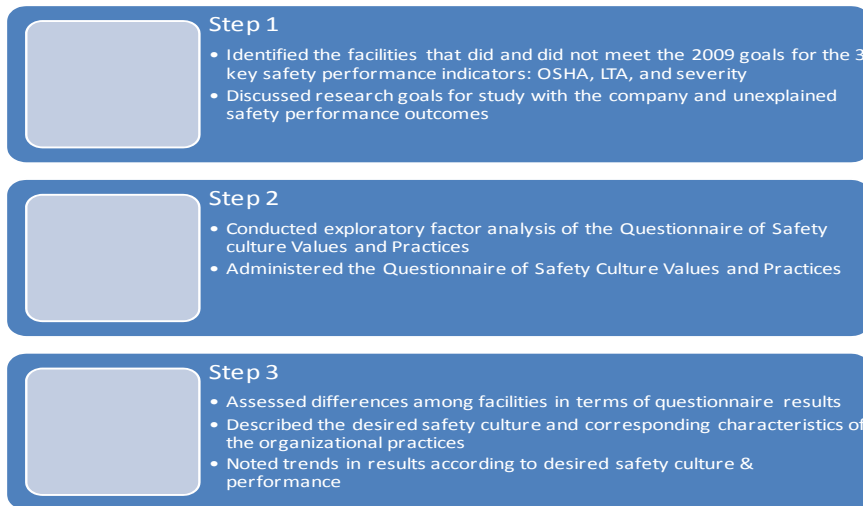 Step 1
• Identified the facilities that did and did not meet the 2009 goals for the 3
key safety performance indicators: OSHA, LTA, and severity
• Discussed research goals for study with the company and unexplained
safety performance outcomes
Step 2
• Conducted exploratory factor analysis of the Questionnaire of Safety
culture Values and Practices
• Administered the Questionnaire of Safety Culture Values and Practices
Step 3
• Assessed differences among facilities in terms of questionnaire results
• Described the desired safety culture and corresponding characteristics of
the organizational practices
• Noted trends in results according to desired safety culture &
performance